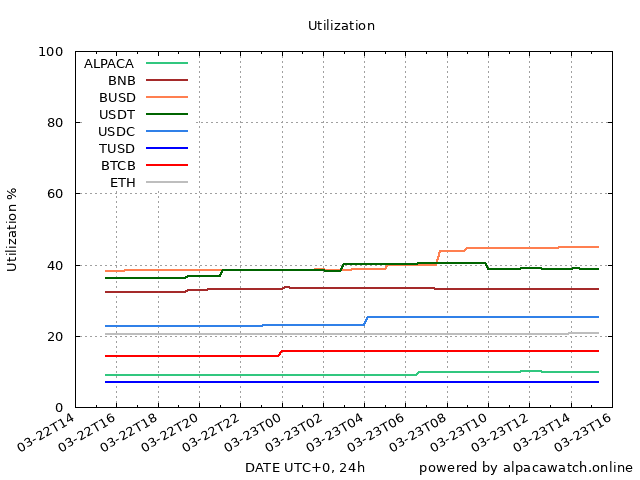 Utilization
100
80
60
40
20
0
Utilization %
ALPACA
BNB
BUSD
USDT
USDC
TUSD
BTCB
ETH
03-22T14
03-22T16
03-22T18
03-22T20
03-22T22
03-23T00
03-23T02
03-23T04
03-23T06
03-23T08
03-23T10
03-23T12
03-23T14
03-23T16
DATE UTC+0, 24h
powered by alpacawatch.online